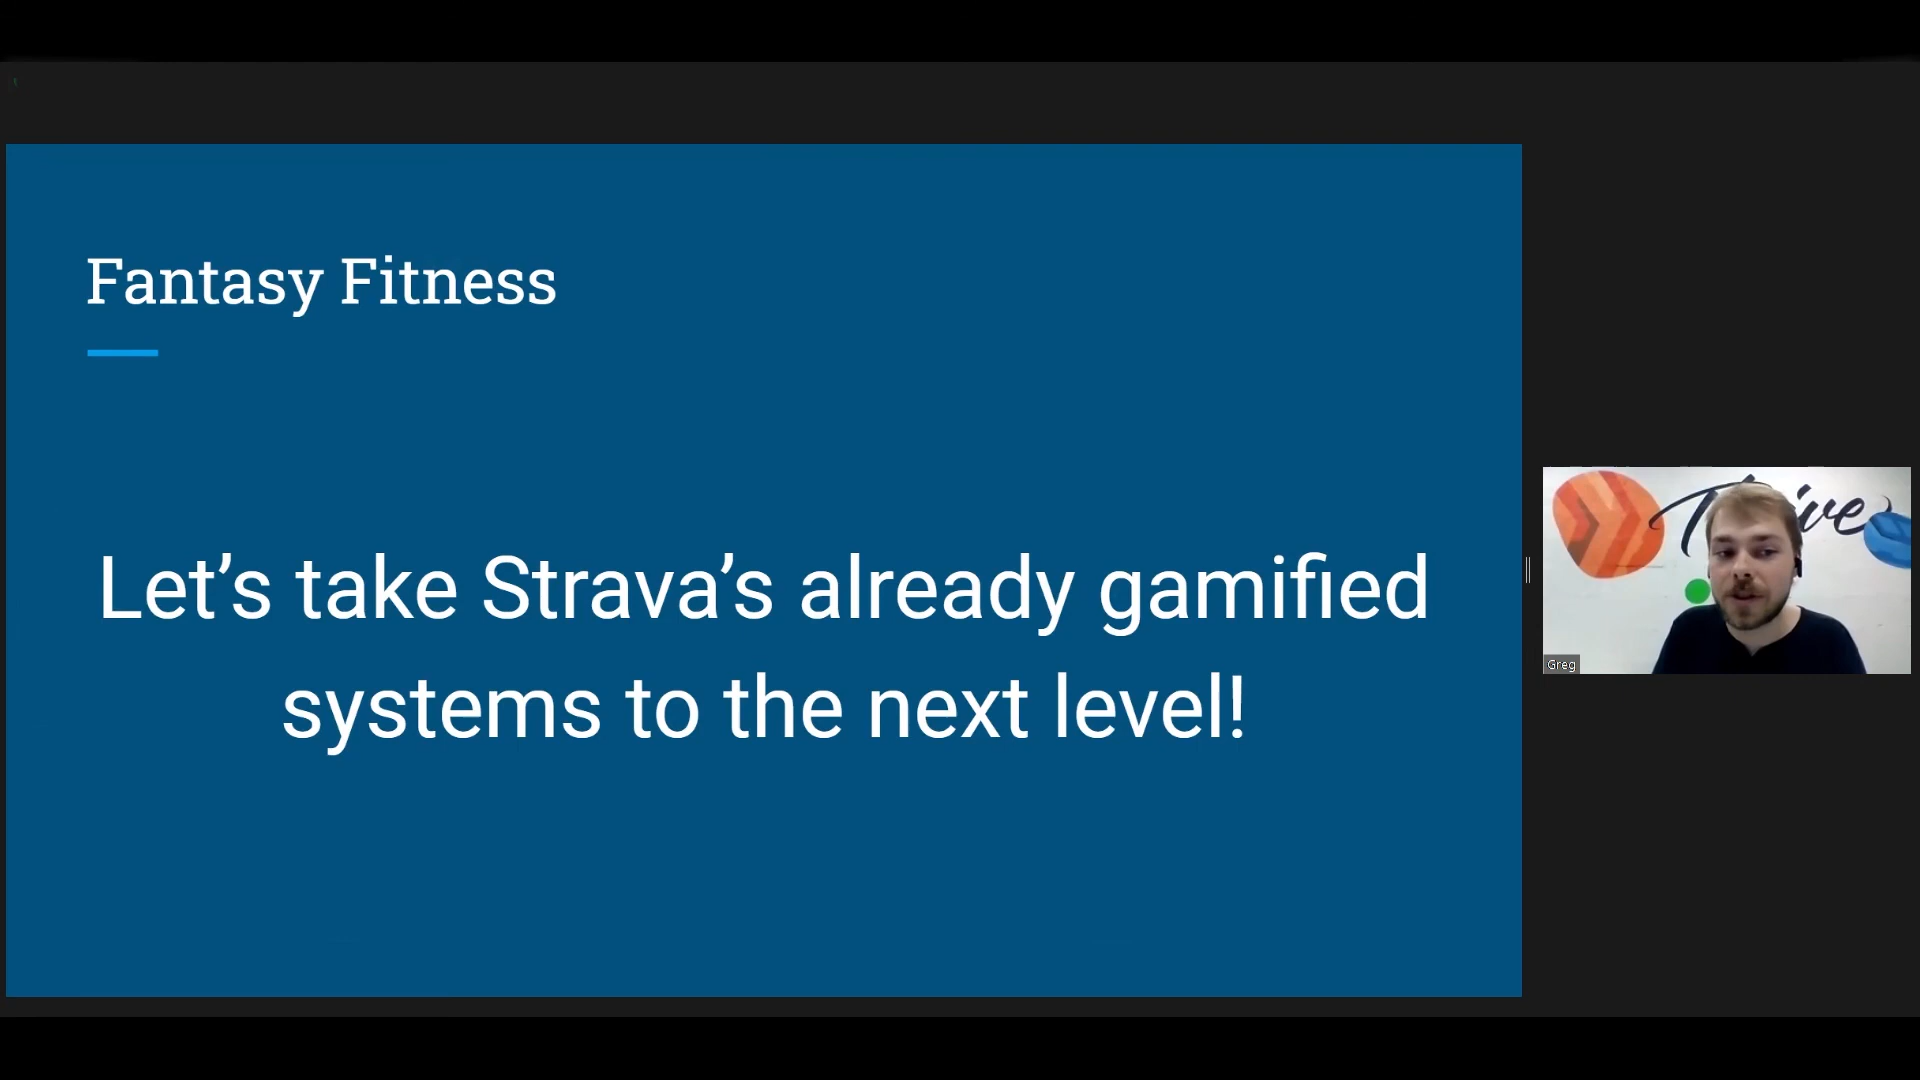 Fantasy Fitness
Let’s take Strava’s already gamified
systems to the next level!
Greg